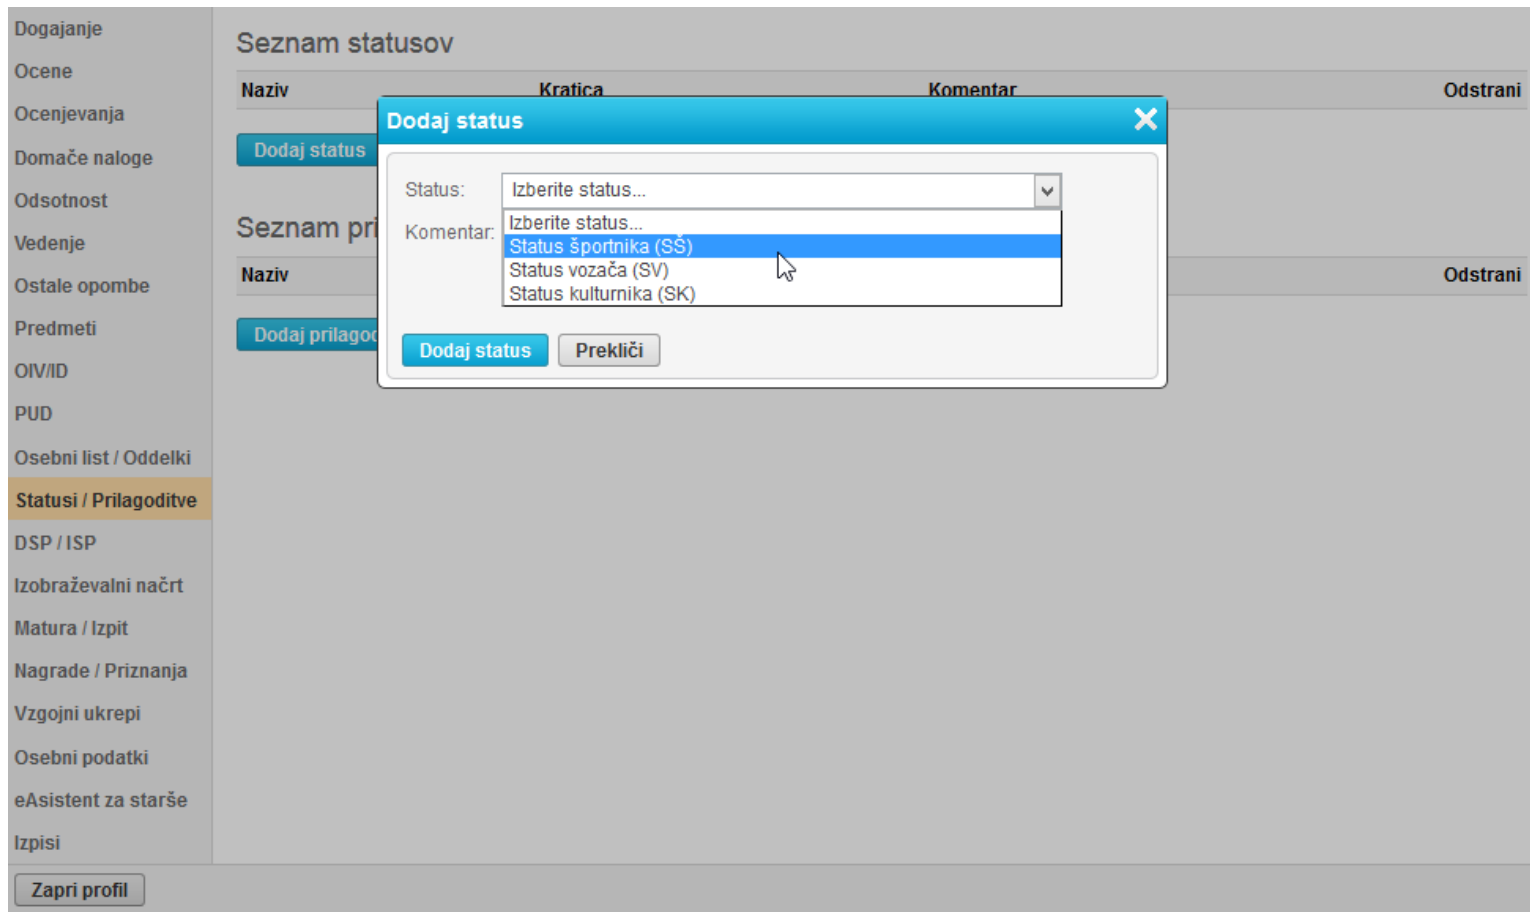 Dogajanje
Ocene
Ocenjevanja
Domače naloge
Odsotnost
Vedenje
Ostale opombe
Predmeti
OIV/ID
PUD
Osebni list / Oddelki
Statusi / Prilagoditve
DSP / ISP
Izobraževalni načrt
Matura / Izpit
Nagrade / Priznanja
Vzgojni ukrepi
Osebni podatki
eAsistent za starše
Izpisi
Zapri profil
Seznam statusov
Naziv Kratica Komentar Odstrani
Dodaj status
Seznam pri
Naziv Odstrani
Dodaj prilagod
Dodaj status
Status: Izberite status...
Komentar:
Izberite status...
Status športnika (SŠ)
Status vozača (SV)
Status kulturnika (SK)
Dodaj status Prekliči